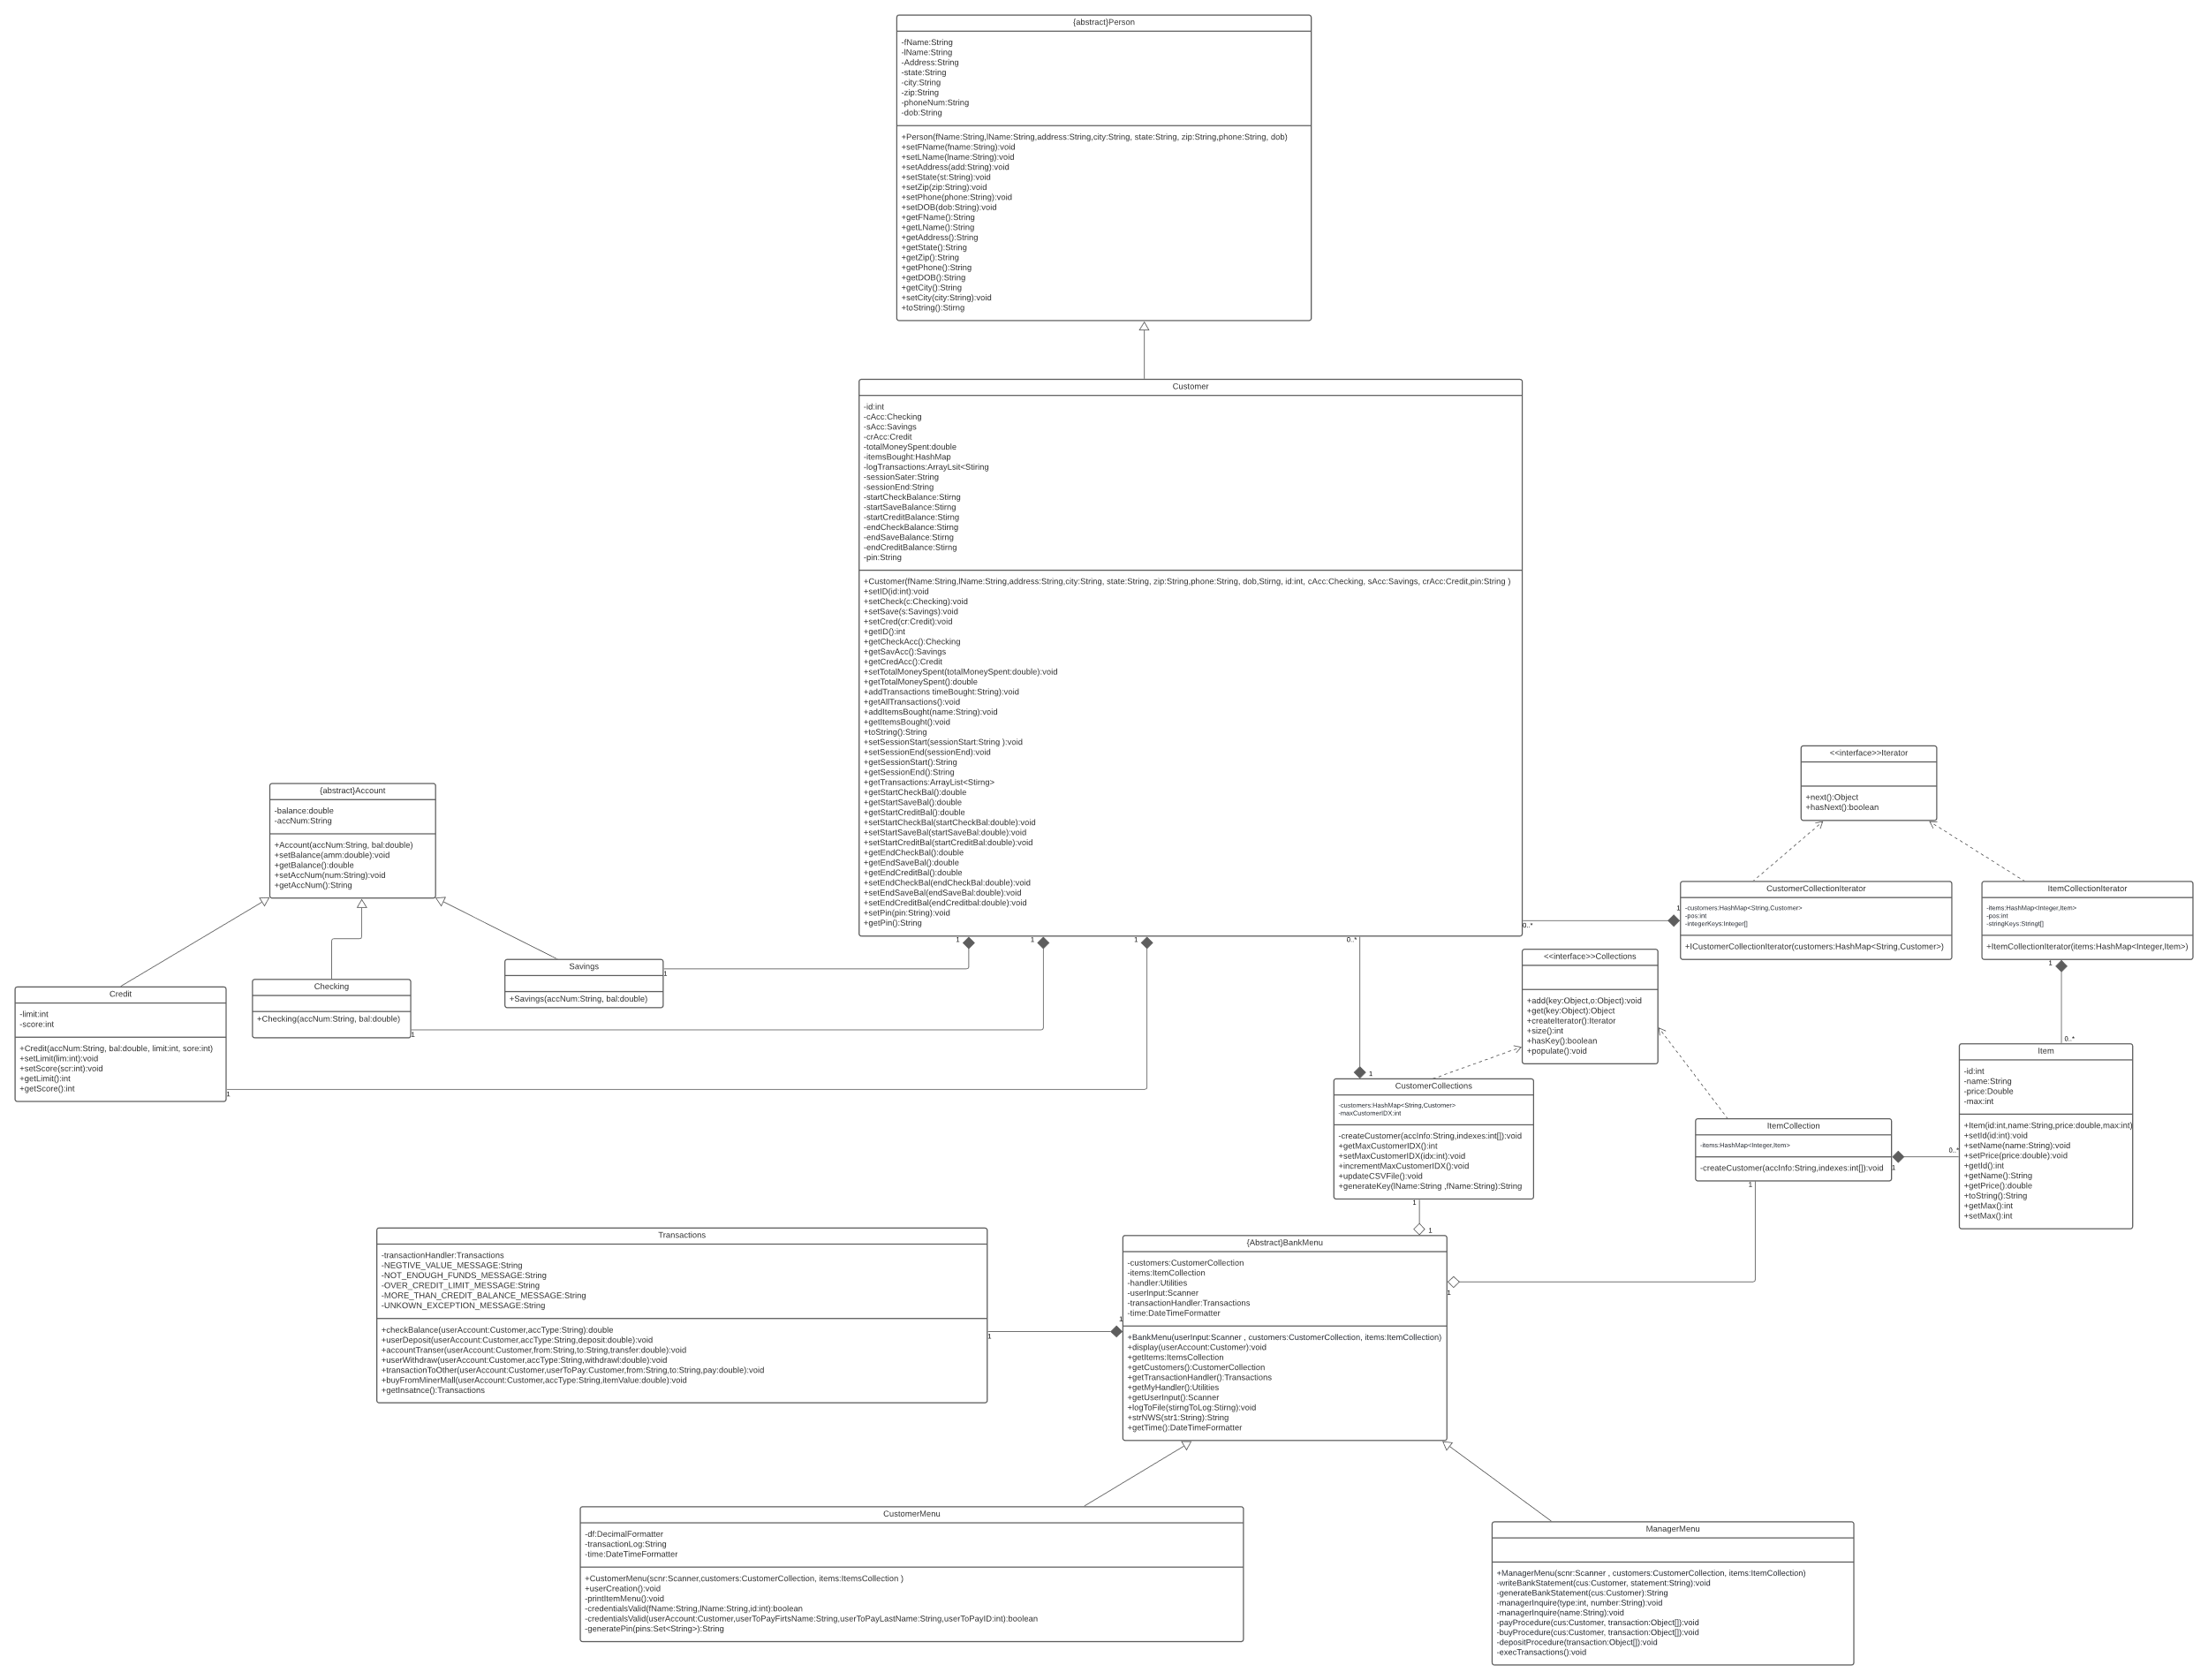 {abstract}Person
-fName:String
-lName:String
-Address:String
-state:String
-city:String
-zip:String
-phoneNum:String
-dob:String
+Person(fName:String,lName:String,address:String,city:String, state:String, zip:String,phone:String, dob)
+setFName(fname:String):void
+setLName(lname:String):void
+setAddress(add:String):void
+setState(st:String):void
+setZip(zip:String):void
+setPhone(phone:String):void
+setDOB(dob:String):void
+getFName():String
+getLName():String
+getAddress():String
+getState():String
+getZip():String
+getPhone():String
+getDOB():String
+getCity():String
+setCity(city:String):void
+toString():Stirng
Customer
-id:int
-cAcc:Checking
-sAcc:Savings
-crAcc:Credit
-totalMoneySpent:double
-itemsBought:HashMap
-logTransactions:ArrayLsit<Stiring
-sessionSater:String
-sessionEnd:String
-startCheckBalance:Stirng
-startSaveBalance:Stirng
-startCreditBalance:Stirng
-endCheckBalance:Stirng
-endSaveBalance:Stirng
-endCreditBalance:Stirng
-pin:String
+Customer(fName:String,lName:String,address:String,city:String, state:String, zip:String,phone:String, dob,Stirng, id:int, cAcc:Checking, sAcc:Savings, crAcc:Credit,pin:String )
+setID(id:int):void
+setCheck(c:Checking):void
+setSave(s:Savings):void
+setCred(cr:Credit):void
+getID():int
+getCheckAcc():Checking
+getSavAcc():Savings
+getCredAcc():Credit
+setTotalMoneySpent(totalMoneySpent:double):void
+getTotalMoneySpent():double
+addTransactions timeBought:String):void
+getAllTransactions():void
+addItemsBought(name:String):void
+getItemsBought():void
+toString():String
+setSessionStart(sessionStart:String ):void
+setSessionEnd(sessionEnd):void
+getSessionStart():String
+getSessionEnd():String
+getTransactions:ArrayList<Stirng>
+getStartCheckBal():double
+getStartSaveBal():double
+getStartCreditBal():double
+setStartCheckBal(startCheckBal:double):void
+setStartSaveBal(startSaveBal:double):void
+setStartCreditBal(startCreditBal:double):void
+getEndCheckBal():double
+getEndSaveBal():double
+getEndCreditBal():double
+setEndCheckBal(endCheckBal:double):void
+setEndSaveBal(endSaveBal:double):void
+setEndCreditBal(endCreditbal:double):void
+setPin(pin:String):void
+getPin():String
1
1
1
0..*
0..*
1
<<interface>>Iterator
+next():Object
+hasNext():boolean
{abstract}Account
-balance:double
-accNum:String
+Account(accNum:String, bal:double)
+setBalance(amm:double):void
+getBalance():double
+setAccNum(num:String):void
+getAccNum():String
CustomerCollectionIterator
-customers:HashMap<String,Customer>
-pos:int
-integerKeys:Integer[]
+ICustomerCollectionIterator(customers:HashMap<String,Customer>)
ItemCollectionIterator
-items:HashMap<Integer,Item>
-pos:int
-stringKeys:String[]
+ItemCollectionIterator(items:HashMap<Integer,Item>)
1
0..*
Savings
+Savings(accNum:String, bal:double)
1
Checking
+Checking(accNum:String, bal:double)
1
Credit
-limit:int
-score:int
+Credit(accNum:String, bal:double, limit:int, sore:int)
+setLimit(lim:int):void
+setScore(scr:int):void
+getLimit():int
+getScore():int
1
<<interface>>Collections
+add(key:Object,o:Object):void
+get(key:Object):Object
+createIterator():Iterator
+size():int
+hasKey():boolean
+populate():void
1
CustomerCollections
-customers:HashMap<String,Customer>
-maxCustomerIDX:int
-createCustomer(accInfo:String,indexes:int[]):void
+getMaxCustomerIDX():int
+setMaxCustomerIDX(idx:int):void
+incrementMaxCustomerIDX():void
+updateCSVFile():void
+generateKey(lName:String ,fName:String):String
1
1
ItemCollection
-items:HashMap<Integer,Item>
-createCustomer(accInfo:String,indexes:int[]):void
1
1
0..*
Item
-id:int
-name:String
-price:Double
-max:int
+Item(id:int,name:String,price:double,max:int)
+setId(id:int):void
+setName(name:String):void
+setPrice(price:double):void
+getId():int
+getName():String
+getPrice():double
+toString():String
+getMax():int
+setMax():int
Transactions
-transactionHandler:Transactions
-NEGTIVE_VALUE_MESSAGE:String
-NOT_ENOUGH_FUNDS_MESSAGE:String
-OVER_CREDIT_LIMIT_MESSAGE:String
-MORE_THAN_CREDIT_BALANCE_MESSAGE:String
-UNKOWN_EXCEPTION_MESSAGE:String
+checkBalance(userAccount:Customer,accType:String):double
+userDeposit(userAccount:Customer,accType:String,deposit:double):void
+accountTranser(userAccount:Customer,from:String,to:String,transfer:double):void
+userWithdraw(userAccount:Customer,accType:String,withdrawl:double):void
+transactionToOther(userAccount:Customer,userToPay:Customer,from:String,to:String,pay:double):void
+buyFromMinerMall(userAccount:Customer,accType:String,itemValue:double):void
+getInsatnce():Transactions
1
1
{Abstract}BankMenu
-customers:CustomerCollection
-items:ItemCollection
-handler:Utilities
-userInput:Scanner
-transactionHandler:Transactions
-time:DateTimeFormatter
+BankMenu(userInput:Scanner , customers:CustomerCollection, items:ItemCollection)
+display(userAccount:Customer):void
+getItems:ItemsCollection
+getCustomers():CustomerCollection
+getTransactionHandler():Transactions
+getMyHandler():Utilities
+getUserInput():Scanner
+logToFile(stirngToLog:Stirng):void
+strNWS(str1:String):String
+getTime():DateTimeFormatter
1
CustomerMenu
-df:DecimalFormatter
-transactionLog:String
-time:DateTimeFormatter
+CustomerMenu(scnr:Scanner,customers:CustomerCollection, items:ItemsCollection )
+userCreation():void
-printItemMenu():void
-credentialsValid(fName:String,lName:String,id:int):boolean
-credentialsValid(userAccount:Customer,userToPayFirtsName:String,userToPayLastName:String,userToPayID:int):boolean
-generatePin(pins:Set<String>):String
ManagerMenu
+ManagerMenu(scnr:Scanner , customers:CustomerCollection, items:ItemCollection)
-writeBankStatement(cus:Customer, statement:String):void
-generateBankStatement(cus:Customer):String
-managerInquire(type:int, number:String):void
-managerInquire(name:String):void
-payProcedure(cus:Customer, transaction:Object[]):void
-buyProcedure(cus:Customer, transaction:Object[]):void
-depositProcedure(transaction:Object[]):void
-execTransactions():void